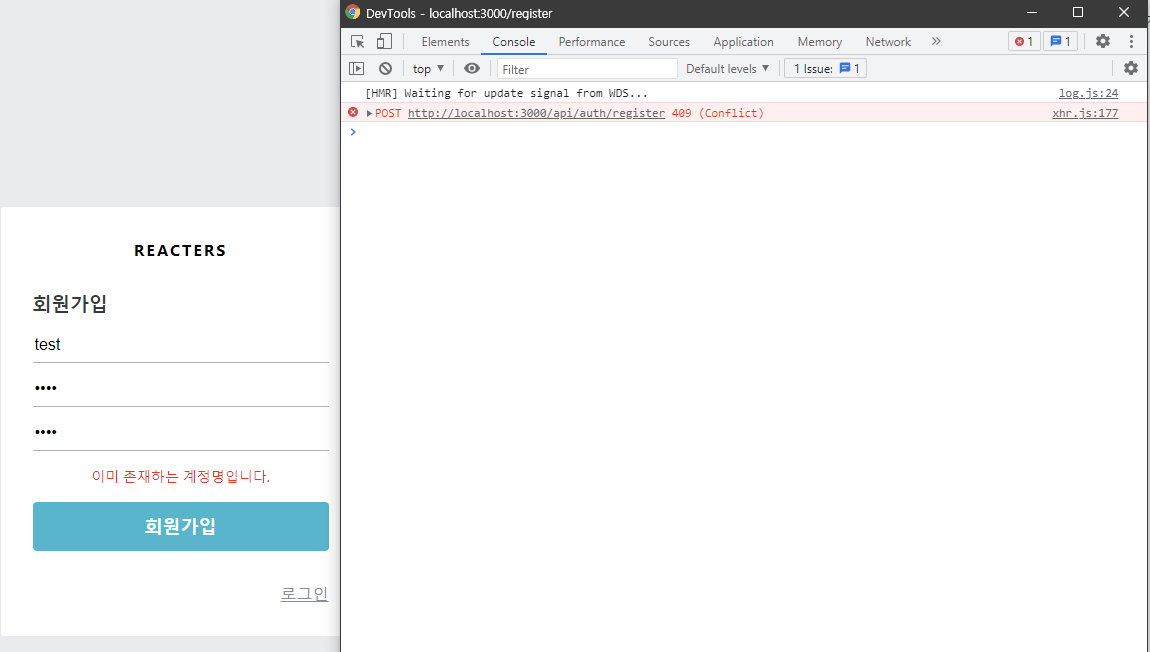 DevTools - localhost:3000/register
Elements Console Performance Sources Application Memory Network » 1 1
top ▼ Filter Default levels ▼ 1 Issue: 1
[HMR] Waiting for update signal from WDS... log.js:24
▶POST http://localhost:3000/api/auth/register 409 (Conflict) xhr.js:177
>
REACTERS
회원가입
test
••••
••••
이미 존재하는 계정명입니다.
회원가입
로그인